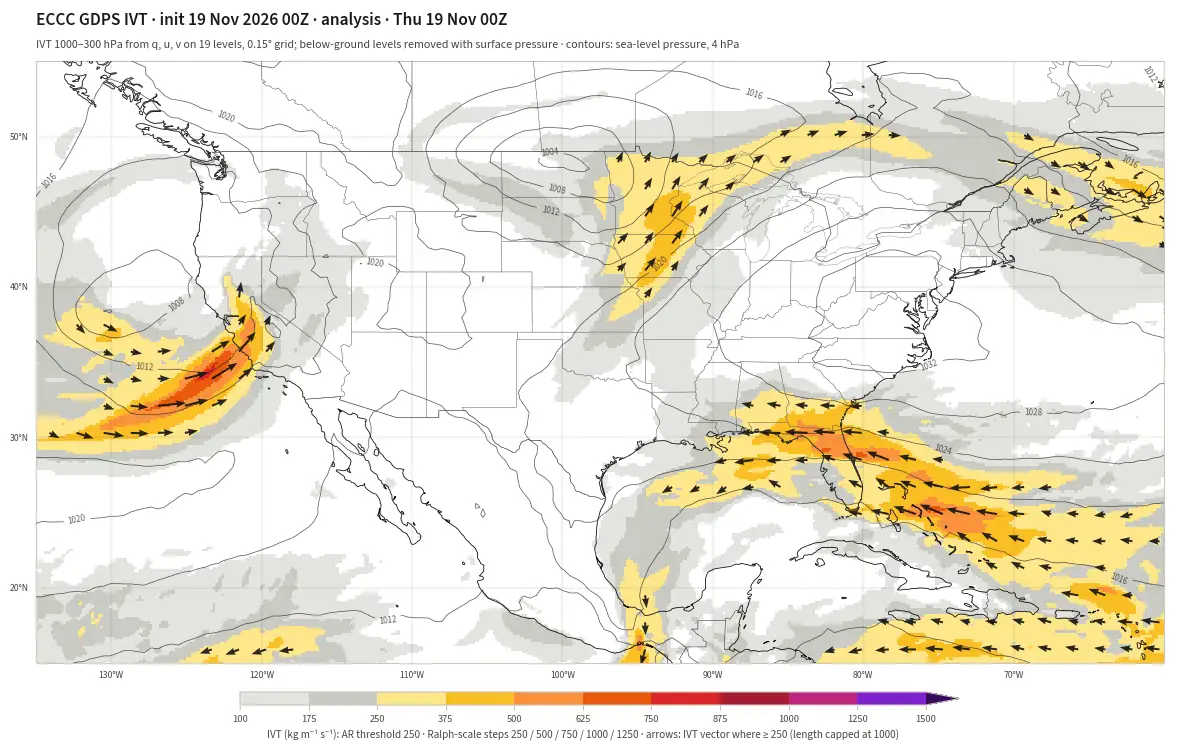 ECCC GDPS IVT · init 19 Nov 2026 00Z · analysis · Thu 19 Nov 00Z
IVT 1000–300 hPa from q, u, v on 19 levels, 0.15° grid; below-ground levels removed with surface pressure · contours: sea-level pressure, 4 hPa
1012
1016
1020
50°N
1004
1016
1016
1008
1012
1020
1020
40°N
1008
1012
1032
1028
30°N
1024
1020
1016
20°N
1012
130°W 120°W 110°W 100°W 90°W 80°W 70°W
100 175 250 375 500 625 750 875 1000 1250 1500
IVT (kg m⁻¹ s⁻¹): AR threshold 250 · Ralph-scale steps 250 / 500 / 750 / 1000 / 1250 · arrows: IVT vector where ≥ 250 (length capped at 1000)